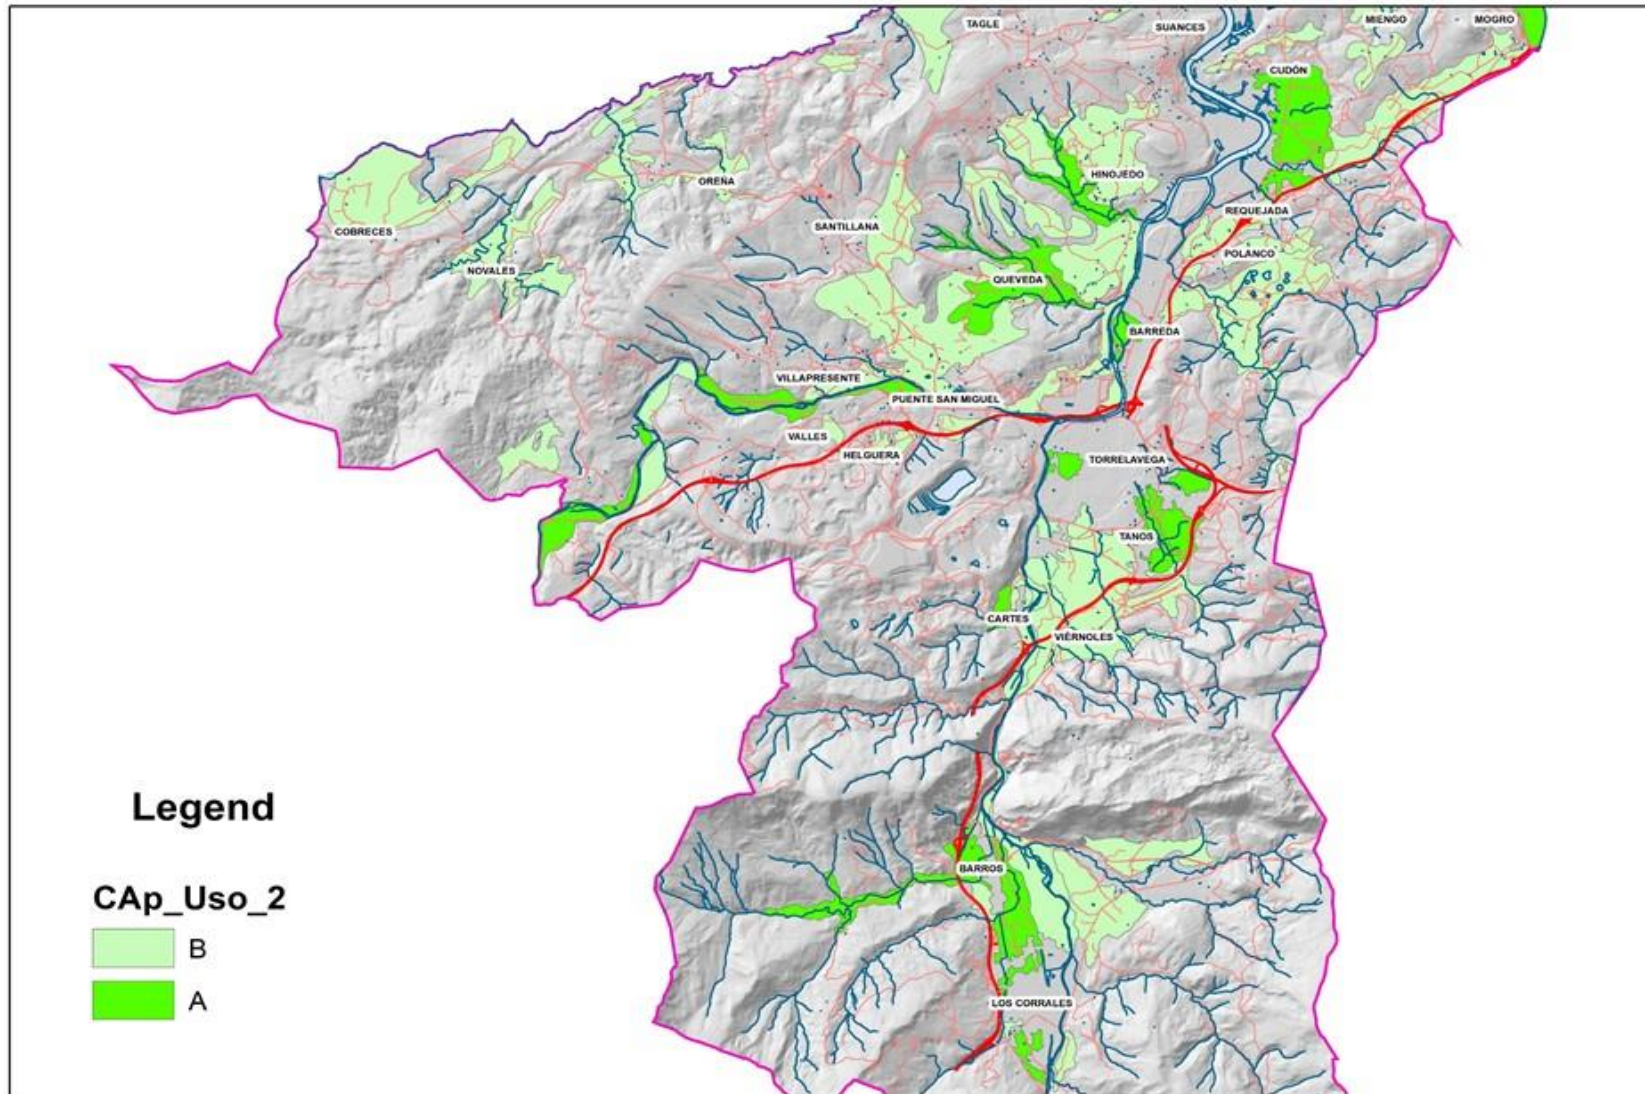 TAGLE
SUANCES
MIENGO
MOGRO
CUDÓN
HINOJEDO
OREÑA
REQUEJADA
SANTILLANA
COBRECES
POLANCO
NOVALES
QUEVEDA
BARREDA
VILLAPRESENTE
PUENTE SAN MIGUEL
VALLES
HELGUERA
TORRELAVEGA
TANOS
CARTES
VIÉRNOLES
BARROS
LOS CORRALES
Legend
CAp_Uso_2
B
A